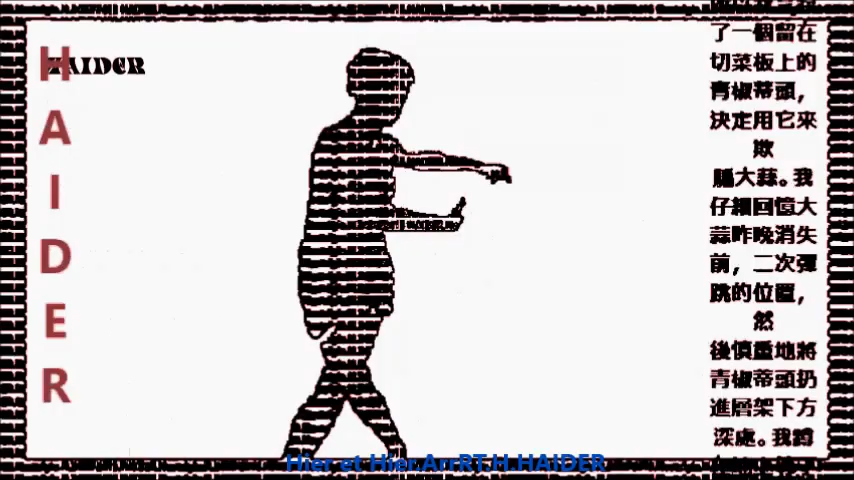 HAIDER
HAIDER
了一個留在
切菜板上的
青椒蒂頭，
決定用它來
欺
騙大蒜。我
仔細回憶大
蒜昨晚消失
前，二次彈
跳的位置，
然
後慎重地將
青椒蒂頭扔
進層架下方
深處。我蹲
Hier et Hier.ArrRT.H.HAIDER